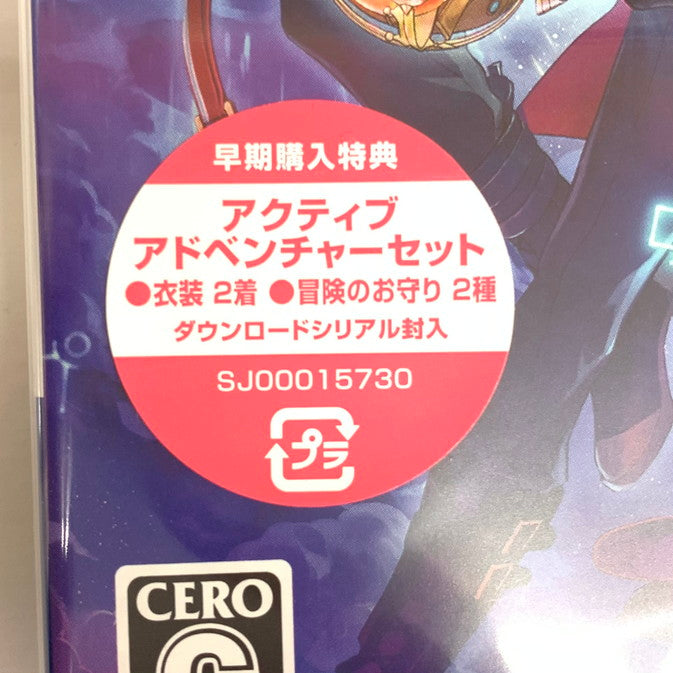 早期購入特典
アクティブ
アドベンチャーセット
●衣装 2着 ●冒険のお守り 2種
ダウンロードシリアル封入
SJ00015730
プラ
CERO
C